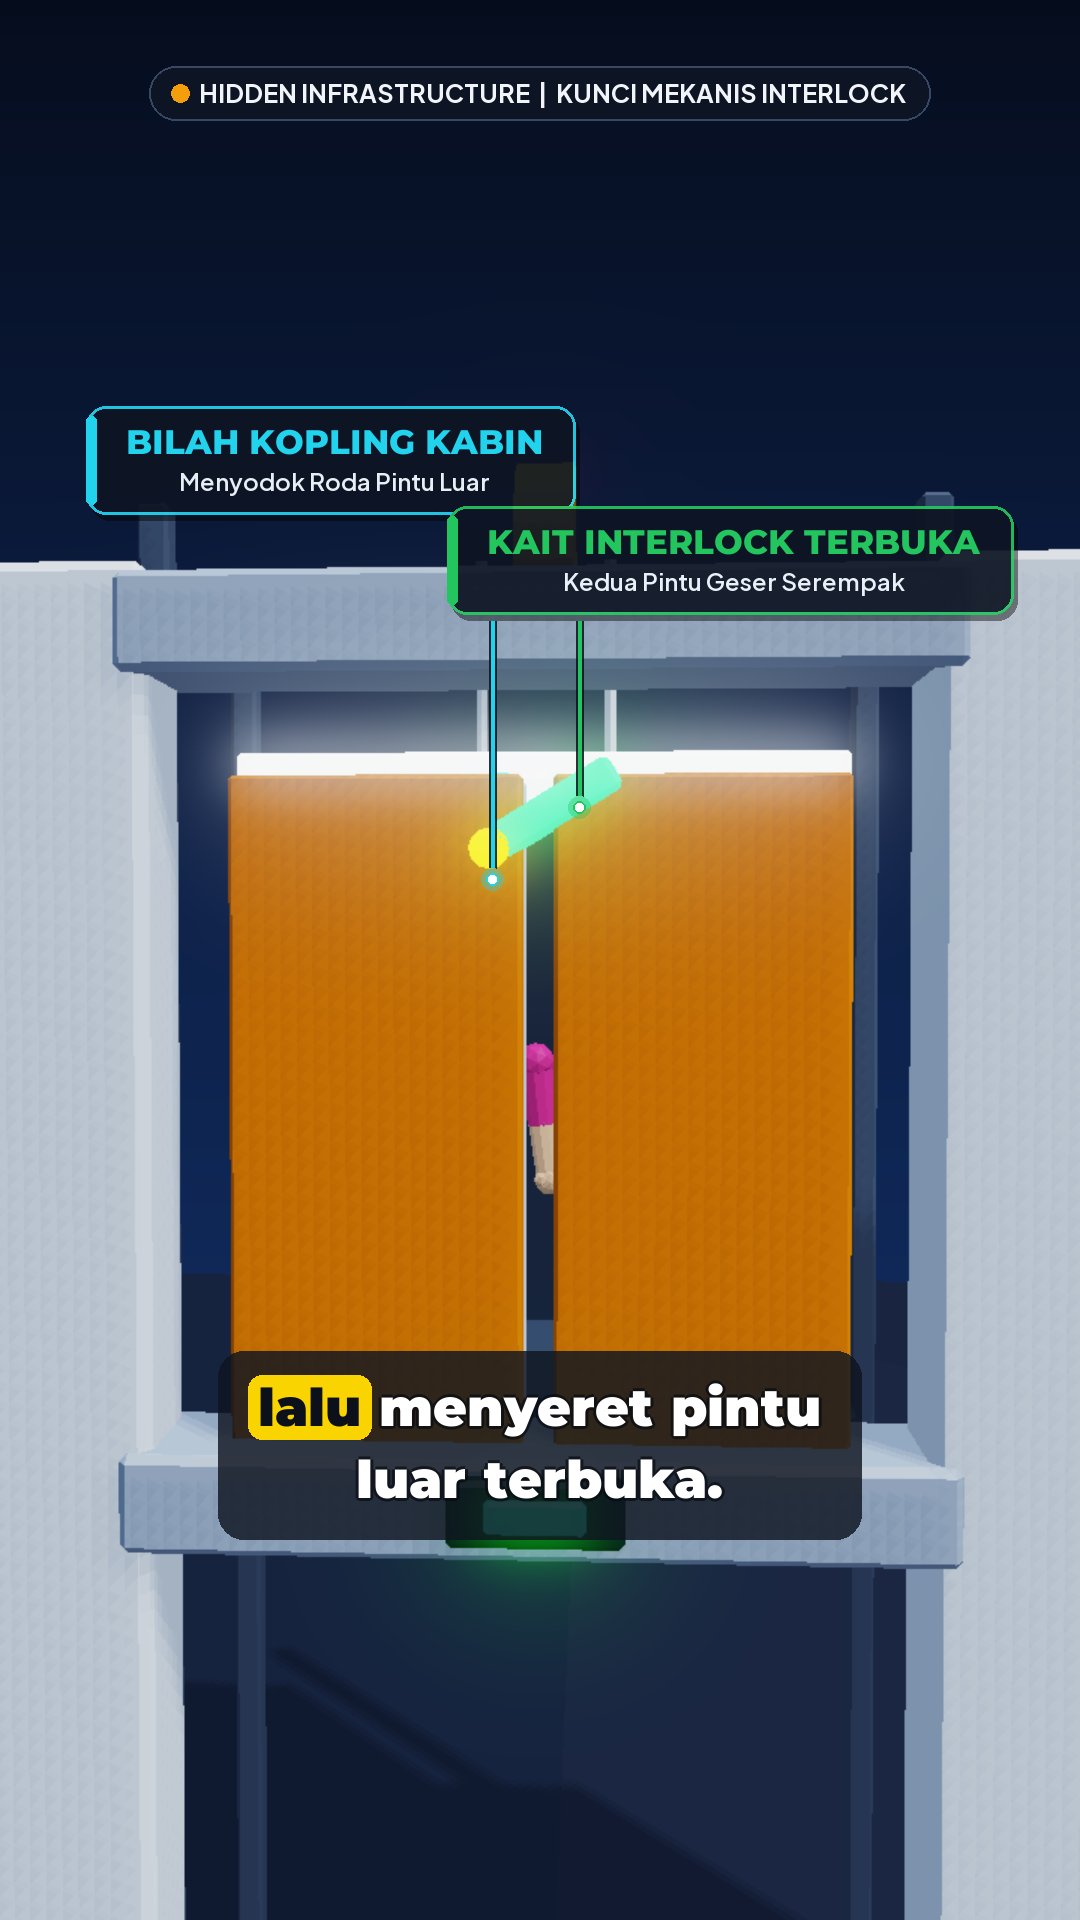 HIDDEN INFRASTRUCTURE | KUNCI MEKANIS INTERLOCK
BILAH KOPLING KABIN
Menyodok Roda Pintu Luar
KAIT INTERLOCK TERBUKA
Kedua Pintu Geser Serempak
lalu menyeret pintu
luar terbuka.